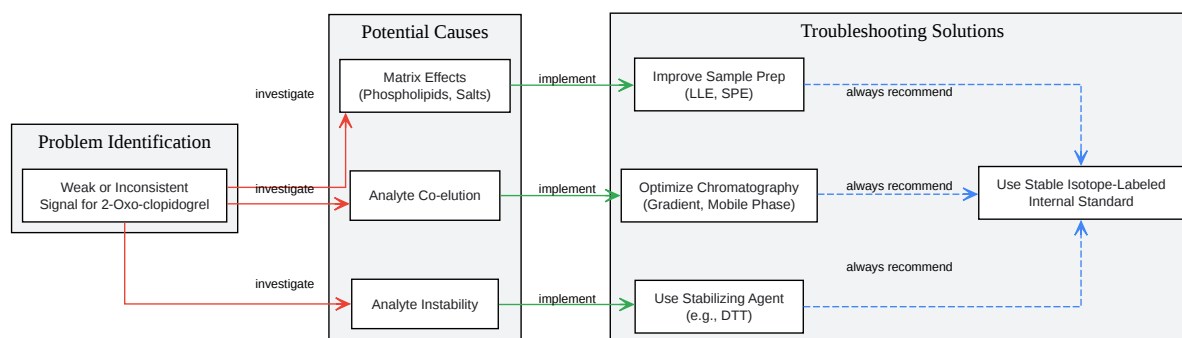 Problem Identification
Weak or Inconsistent
Signal for 2-Oxo-clopidogrel
investigate
investigate
investigate
Potential Causes
Matrix Effects
(Phospholipids, Salts)
Analyte Co-elution
Analyte Instability
implement
implement
implement
Troubleshooting Solutions
Improve Sample Prep
(LLE, SPE)
Optimize Chromatography
(Gradient, Mobile Phase)
Use Stabilizing Agent
(e.g., DTT)
always recommend
always recommend
always recommend
Use Stable Isotope-Labeled
Internal Standard